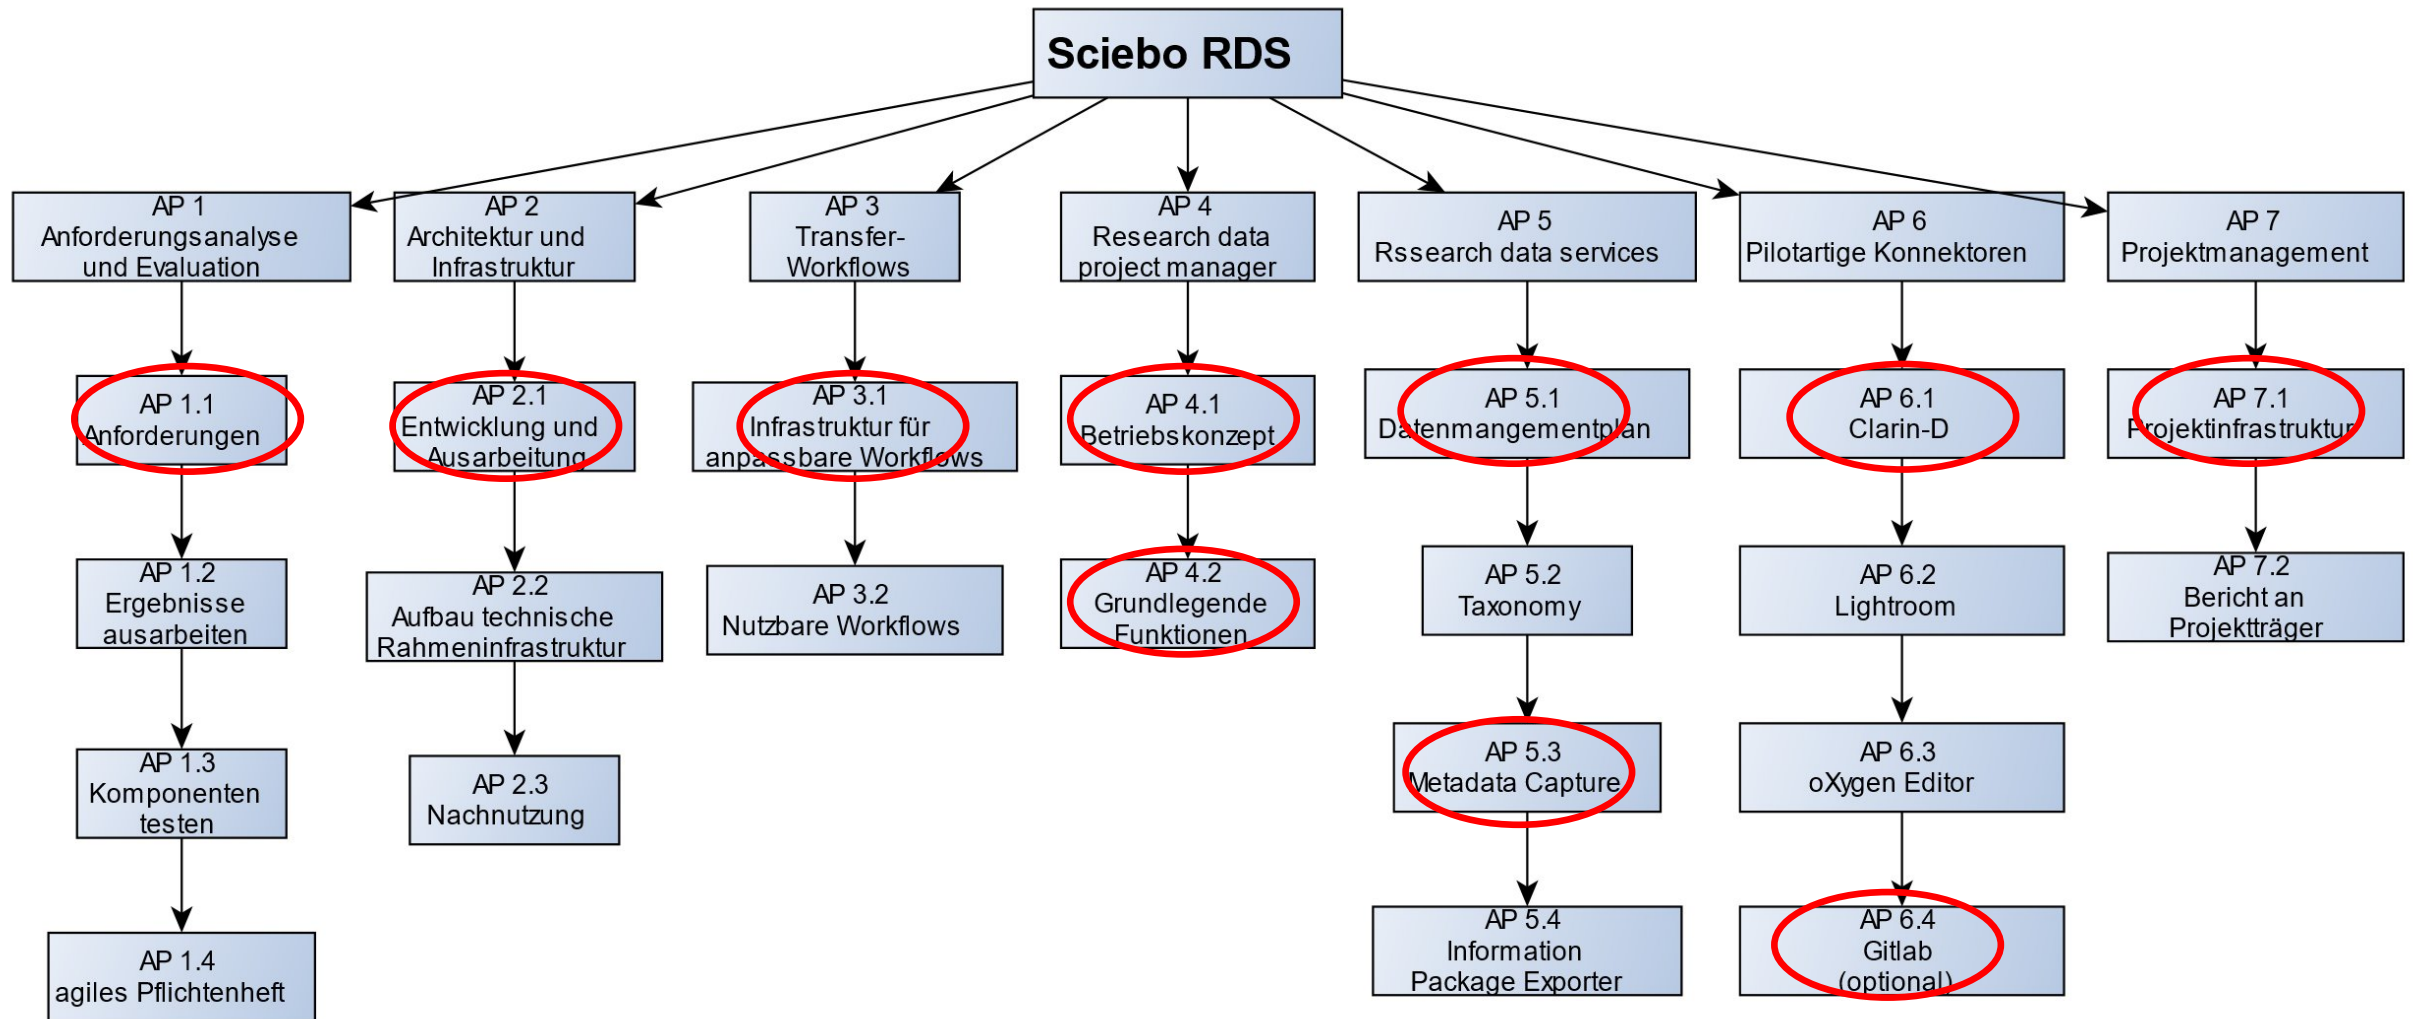 Sciebo RDS
AP 1
Anforderungsanalyse
und Evaluation
AP 2
Architektur und
Infrastruktur
AP 3
Transfer-
Workflows
AP 4
Research data
project manager
AP 5
Rssearch data services
AP 6
Pilotartige Konnektoren
AP 7
Projektmanagement
AP 1.1
Anforderungen
AP 2.1
Entwicklung und
Ausarbeitung
AP 3.1
Infrastruktur für
anpassbare Workflows
AP 4.1
Betriebskonzept
AP 5.1
Datenmangementplan
AP 6.1
Clarin-D
AP 7.1
Projektinfrastruktur
AP 1.2
Ergebnisse
ausarbeiten
AP 2.2
Aufbau technische
Rahmeninfrastruktur
AP 3.2
Nutzbare Workflows
AP 4.2
Grundlegende
Funktionen
AP 5.2
Taxonomy
AP 6.2
Lightroom
AP 7.2
Bericht an
Projektträger
AP 1.3
Komponenten
testen
AP 2.3
Nachnutzung
AP 5.3
Metadata Capture
AP 6.3
oXygen Editor
AP 1.4
agiles Pflichtenheft
AP 5.4
Information
Package Exporter
AP 6.4
Gitlab
(optional)